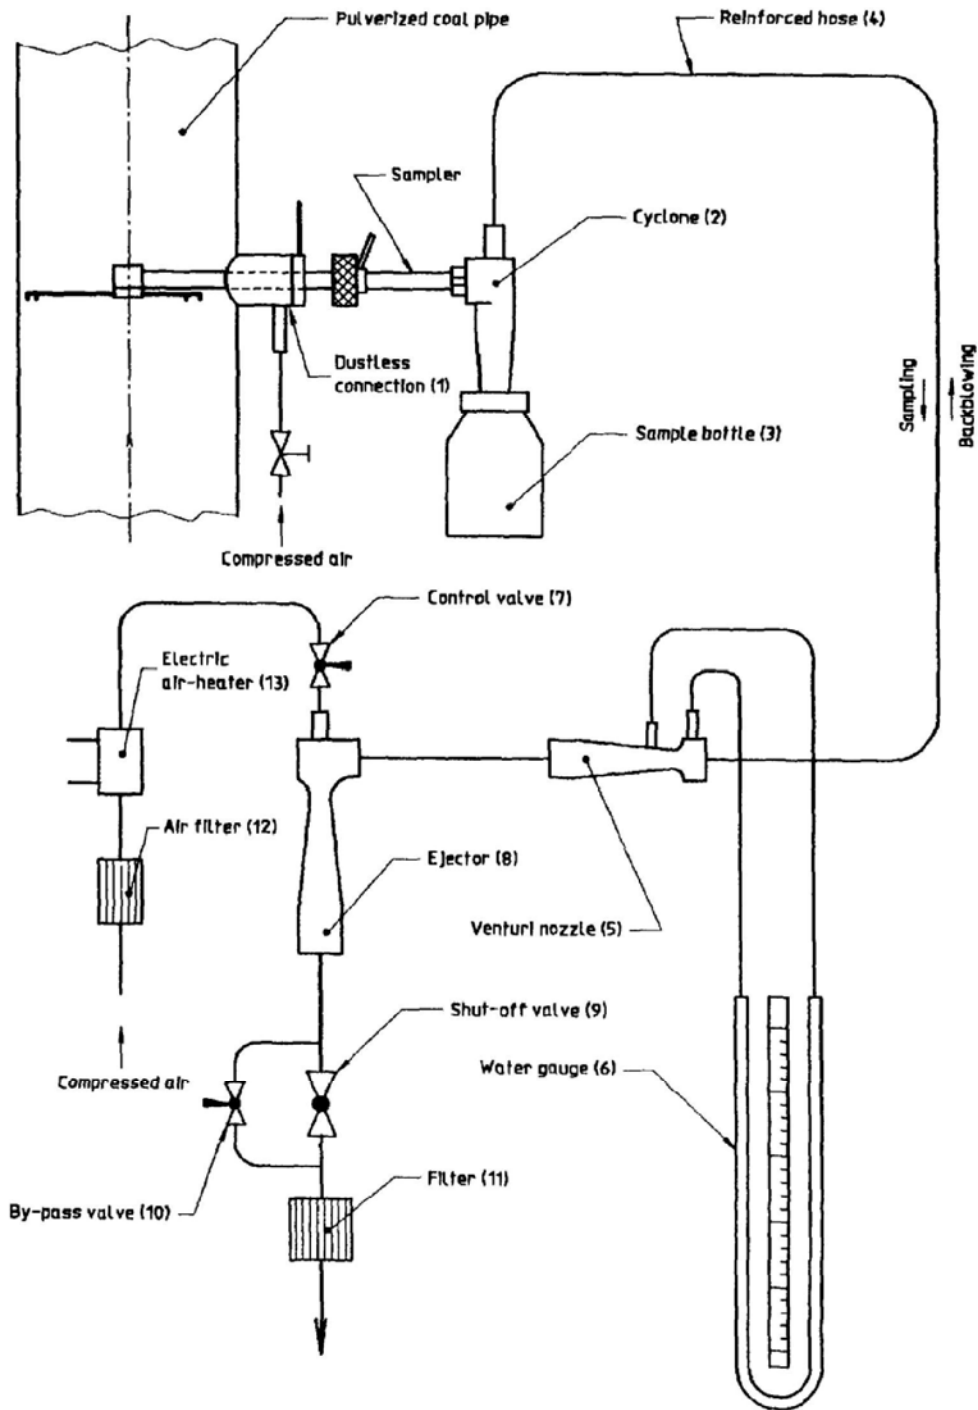 Pulverized coal pipe
Reinforced hose (4)
Sampler
Cyclone (2)
Dustless
connection (1)
Sampling
Backblowing
Sample bottle (3)
Compressed air
Control valve (7)
Electric
air-heater (13)
Air filter (12)
Ejector (8)
Venturi nozzle (5)
Shut-off valve (9)
Water gauge (6)
Compressed air
Filter (11)
By-pass valve (10)